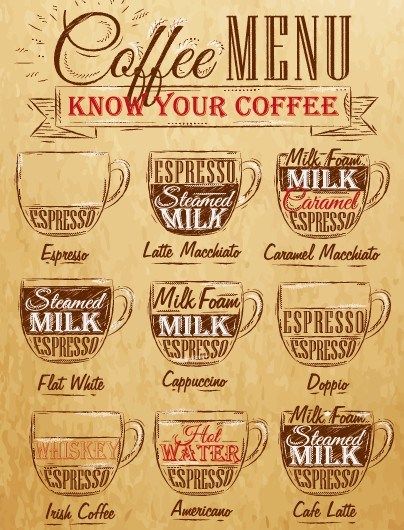 Coffee MENU
KNOW YOUR COFFEE
ESPRESSO
Espresso
ESPRESSO
Steamed
MILK
Latte Macchiato
Milk Foam
MILK
Caramel
ESPRESSO
Caramel Macchiato
Steamed
MILK
ESPRESSO
Flat White
Milk Foam
MILK
ESPRESSO
Cappuccino
ESPRESSO
ESPRESSO
Doppio
WHISKEY
ESPRESSO
Irish Coffee
Hot
WATER
ESPRESSO
Americano
Milk Foam
Steamed
MILK
ESPRESSO
Cafe Latte